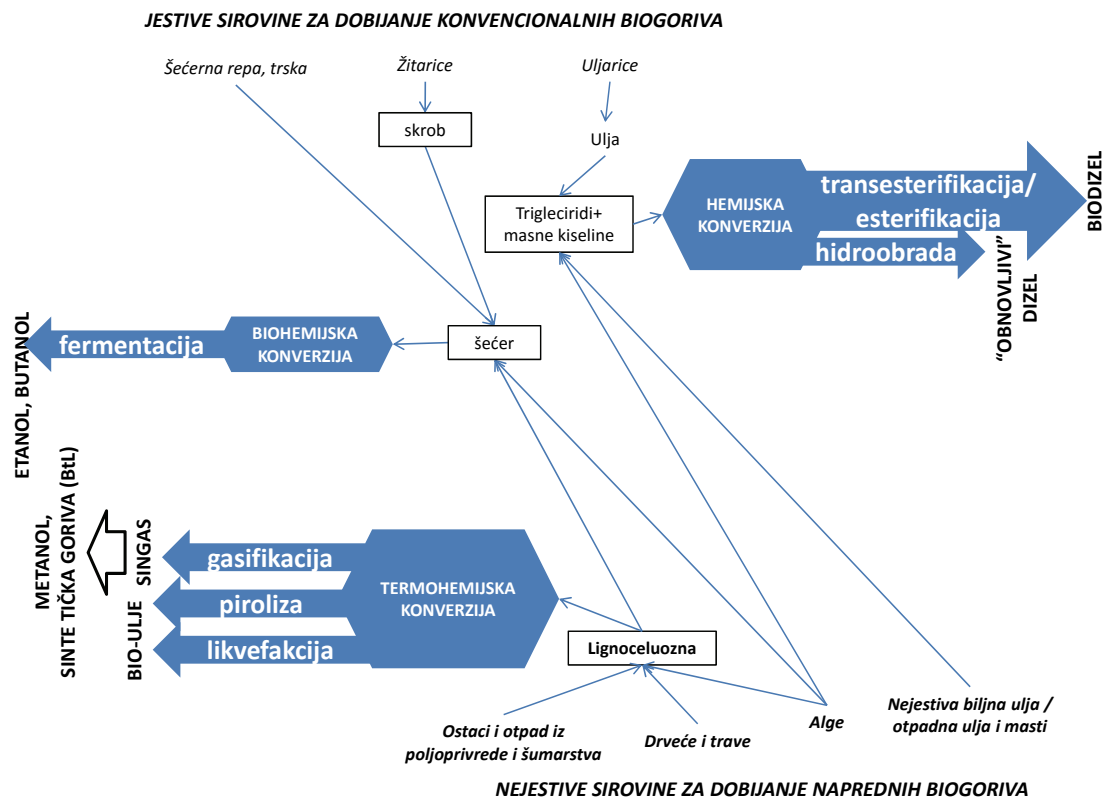 JESTIVE SIROVINE ZA DOBIJANJE KONVENCIONALNIH BIOGORIVA
Šećerna repa, trska
Žitarice
Uljarice
skrob
Ulja
Trigleciridi+
masne kiseline
HEMIJSKA
KONVERZIJA
transesterifikacija/
esterifikacija
hidroobrada
BIODIZEL
"OBNOVLJIVI"
DIZEL
šećer
BIOHEMIJSKA
KONVERZIJA
fermentacija
ETANOL, BUTANOL
METANOL,
SINTE TIČKA GORIVA (BtL)
SINGAS
BIO-ULJE
gasifikacija
piroliza
likvefakcija
TERMOHEMIJSKA
KONVERZIJA
Lignoceluozna
Ostaci i otpad iz
poljoprivrede i šumarstva
Drveće i trave
Alge
Nejestiva biljna ulja /
otpadna ulja i masti
NEJESTIVE SIROVINE ZA DOBIJANJE NAPREDNIH BIOGORIVA